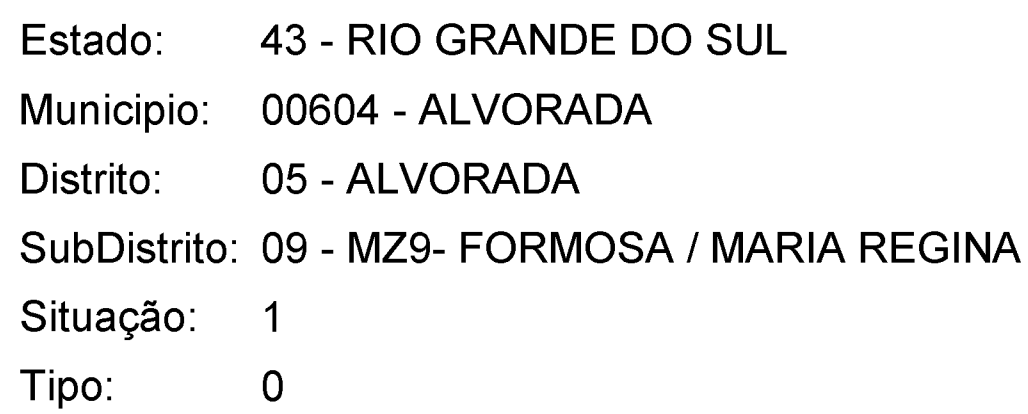 Estado: 43 - RIO GRANDE DO SUL
Municipio: 00604 - ALVORADA
Distrito: 05 - ALVORADA
SubDistrito: 09 - MZ9- FORMOSA / MARIA REGINA
Situação: 1
Tipo: 0